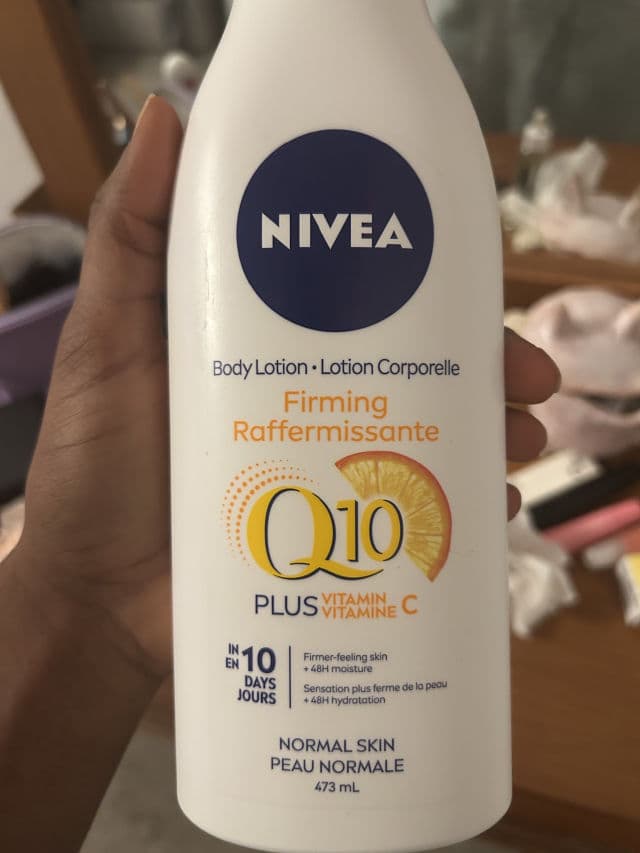 NIVEA
Body Lotion • Lotion Corporelle
Firming
Raffermissante
Q10
PLUS VITAMIN VITAMINE C
IN EN 10
DAYS
JOURS
Firmer-feeling skin
+ 48H moisture
Sensation plus ferme de la peau
+ 48H hydratation
NORMAL SKIN
PEAU NORMALE
473 mL